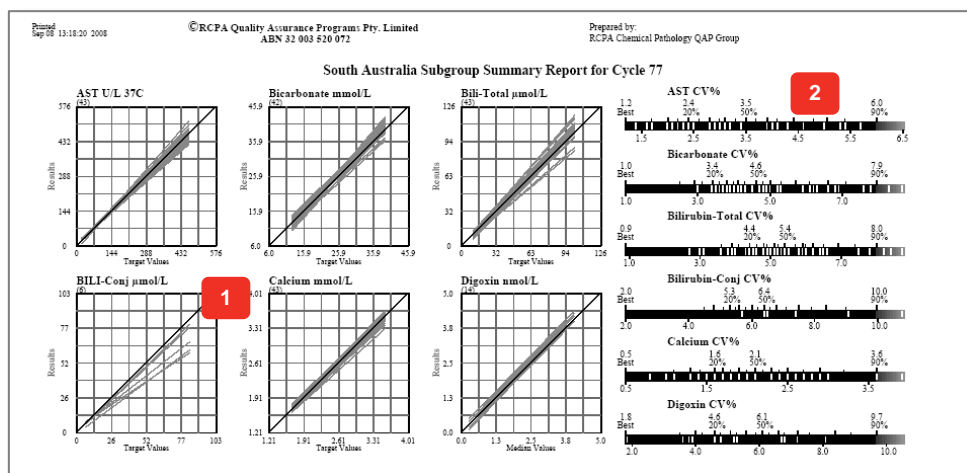 Printed
Sep 08 13:18:20 2008
©RCPA Quality Assurance Programs Pty. Limited
ABN 32 003 520 072
Prepared by:
RCPA Chemical Pathology QAP Group
South Australia Subgroup Summary Report for Cycle 77
AST U/L 37C
(43)
576
432
288
144
0
Results
0 144 288 432 576
Target Values
Bicarbonate mmol/L
(42)
45.9
35.9
25.9
15.9
6.0
Results
6.0 15.9 25.9 35.9 45.9
Target Values
Bili-Total µmol/L
(43)
126
94
63
32
0
Results
0 32 63 94 126
Target Values
BILI-Conj µmol/L
(6)
103
77
52
26
0
Results
0 26 52 77 103
Target Values
1
Calcium mmol/L
(43)
4.01
3.31
2.61
1.91
1.21
Results
1.21 1.91 2.61 3.31 4.01
Target Values
Digoxin nmol/L
(14)
5.0
3.8
2.5
1.3
0.0
Results
0.0 1.3 2.5 3.8 5.0
Median Values
AST CV%
2
1.2 2.4 3.5 6.0
Best 20% 50% 90%
1.5 2.5 3.5 4.5 5.5 6.5
Bicarbonate CV%
1.0 3.4 4.6 7.9
Best 20% 50% 90%
1.0 3.0 5.0 7.0
Bilirubin-Total CV%
0.9 4.4 5.4 8.0
Best 20% 50% 90%
1.0 3.0 5.0 7.0
Bilirubin-Conj CV%
2.0 5.3 6.4 10.0
Best 20% 50% 90%
2.0 4.0 6.0 8.0 10.0
Calcium CV%
0.5 1.6 2.1 3.6
Best 20% 50% 90%
0.5 1.5 2.5 3.5
Digoxin CV%
1.8 4.6 6.1 9.7
Best 20% 50% 90%
2.0 4.0 6.0 8.0 10.0